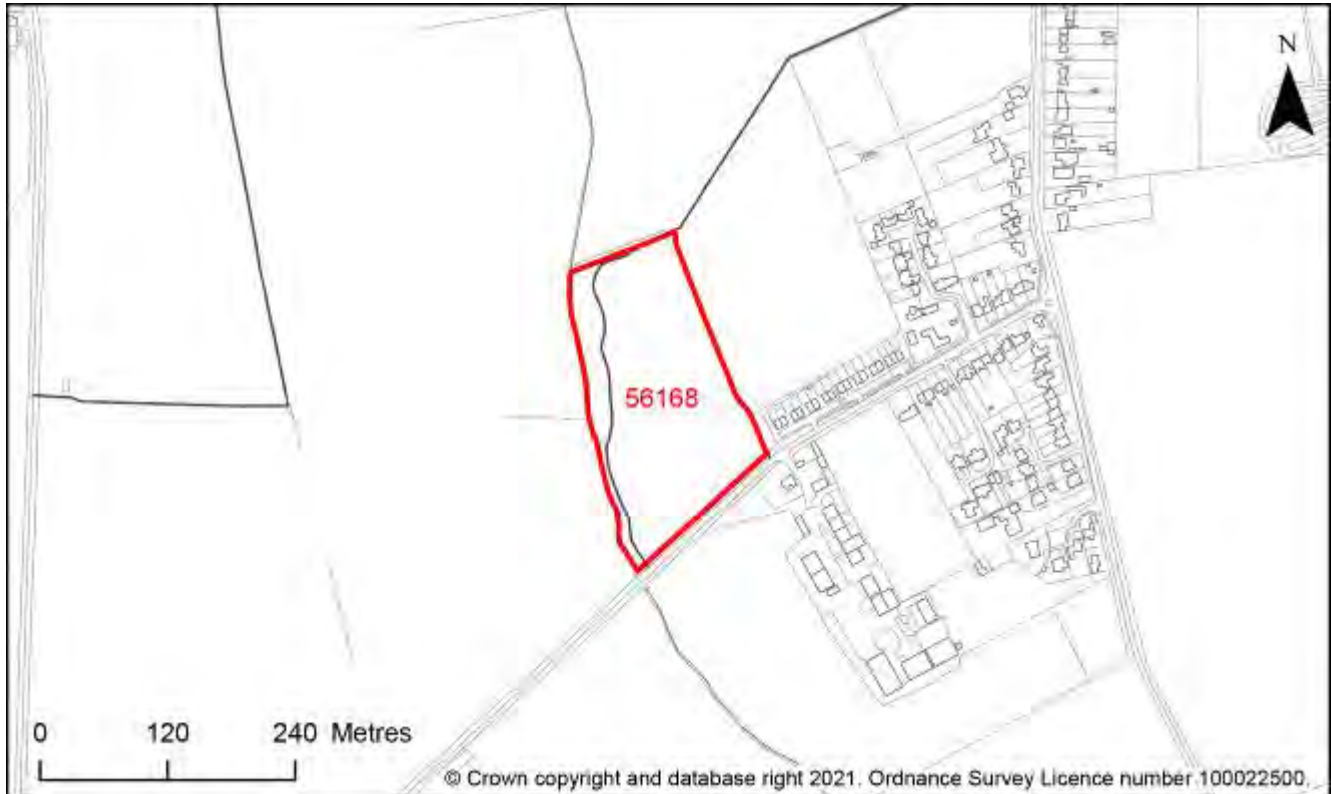 N
56168
0 120 240 Metres
© Crown copyright and database right 2021. Ordnance Survey Licence number 100022500.